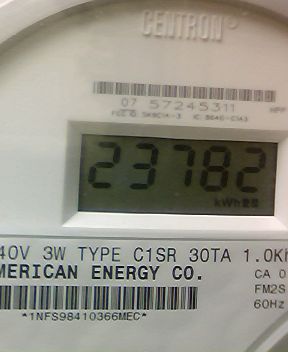 CENTRON
07 57245311
23782
kWh
40V 3W TYPE C1SR 30TA 1.0Kh
MERICAN ENERGY CO.
CA 0
FM2S
60Hz
*1NFS98410366MEC*